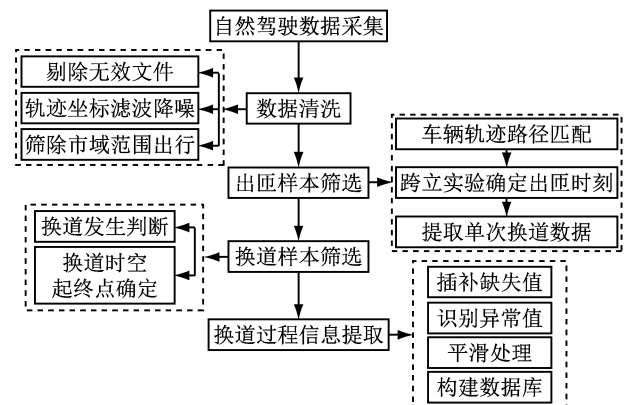 自然驾驶数据采集
剔除无效文件
轨迹坐标滤波降噪
筛除市域范围出行
数据清洗
车辆轨迹路径匹配
出匝样本筛选
跨立实验确定出匝时刻
提取单次换道数据
换道发生判断
换道时空
起终点确定
换道样本筛选
插补缺失值
识别异常值
平滑处理
构建数据库
换道过程信息提取